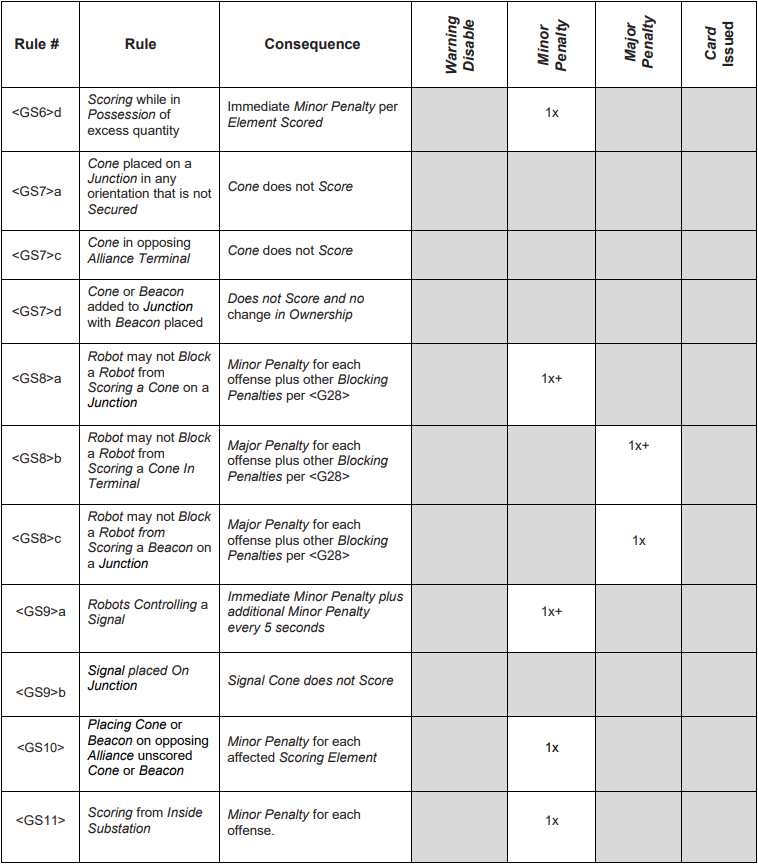 Rule # Rule Consequence Warning Disable Minor Penalty Major Penalty Card Issued
<GS6>d
Scoring while in
Possession of
excess quantity
Immediate Minor Penalty per
Element Scored
1x
<GS7>a
Cone placed on a
Junction in any
orientation that is not
Secured
Cone does not Score
<GS7>c
Cone in opposing
Alliance Terminal
Cone does not Score
<GS7>d
Cone or Beacon
added to Junction
with Beacon placed
Does not Score and no
change in Ownership
<GS8>a
Robot may not Block
a Robot from
Scoring a Cone on a
Junction
Minor Penalty for each
offense plus other Blocking
Penalties per <G28>
1x+
<GS8>b
Robot may not Block
a Robot from
Scoring a Cone In
Terminal
Major Penalty for each
offense plus other Blocking
Penalties per <G28>
1x+
<GS8>c
Robot may not Block
a Robot from
Scoring a Beacon on
a Junction
Major Penalty for each
offense plus other Blocking
Penalties per <G28>
1x
<GS9>a
Robots Controlling a
Signal
Immediate Minor Penalty plus
additional Minor Penalty
every 5 seconds
1x+
<GS9>b
Signal placed On
Junction
Signal Cone does not Score
<GS10>
Placing Cone or
Beacon on opposing
Alliance unscored
Cone or Beacon
Minor Penalty for each
affected Scoring Element
1x
<GS11>
Scoring from Inside
Substation
Minor Penalty for each
offense.
1x